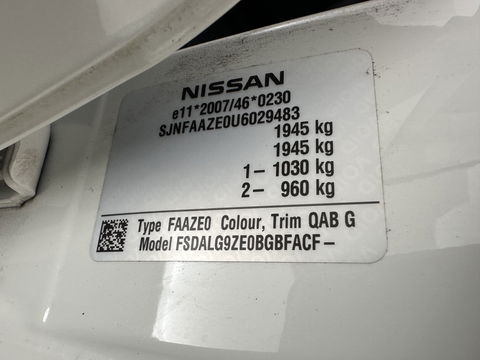 NISSAN
e11*2007/46*0230
SJNFAAZE0U6029483
1945 kg
1945 kg
1– 1030 kg
2– 960 kg
Type FAAZE0 Colour, Trim QAB G
Model FSDALG9ZE0BGBFACF –